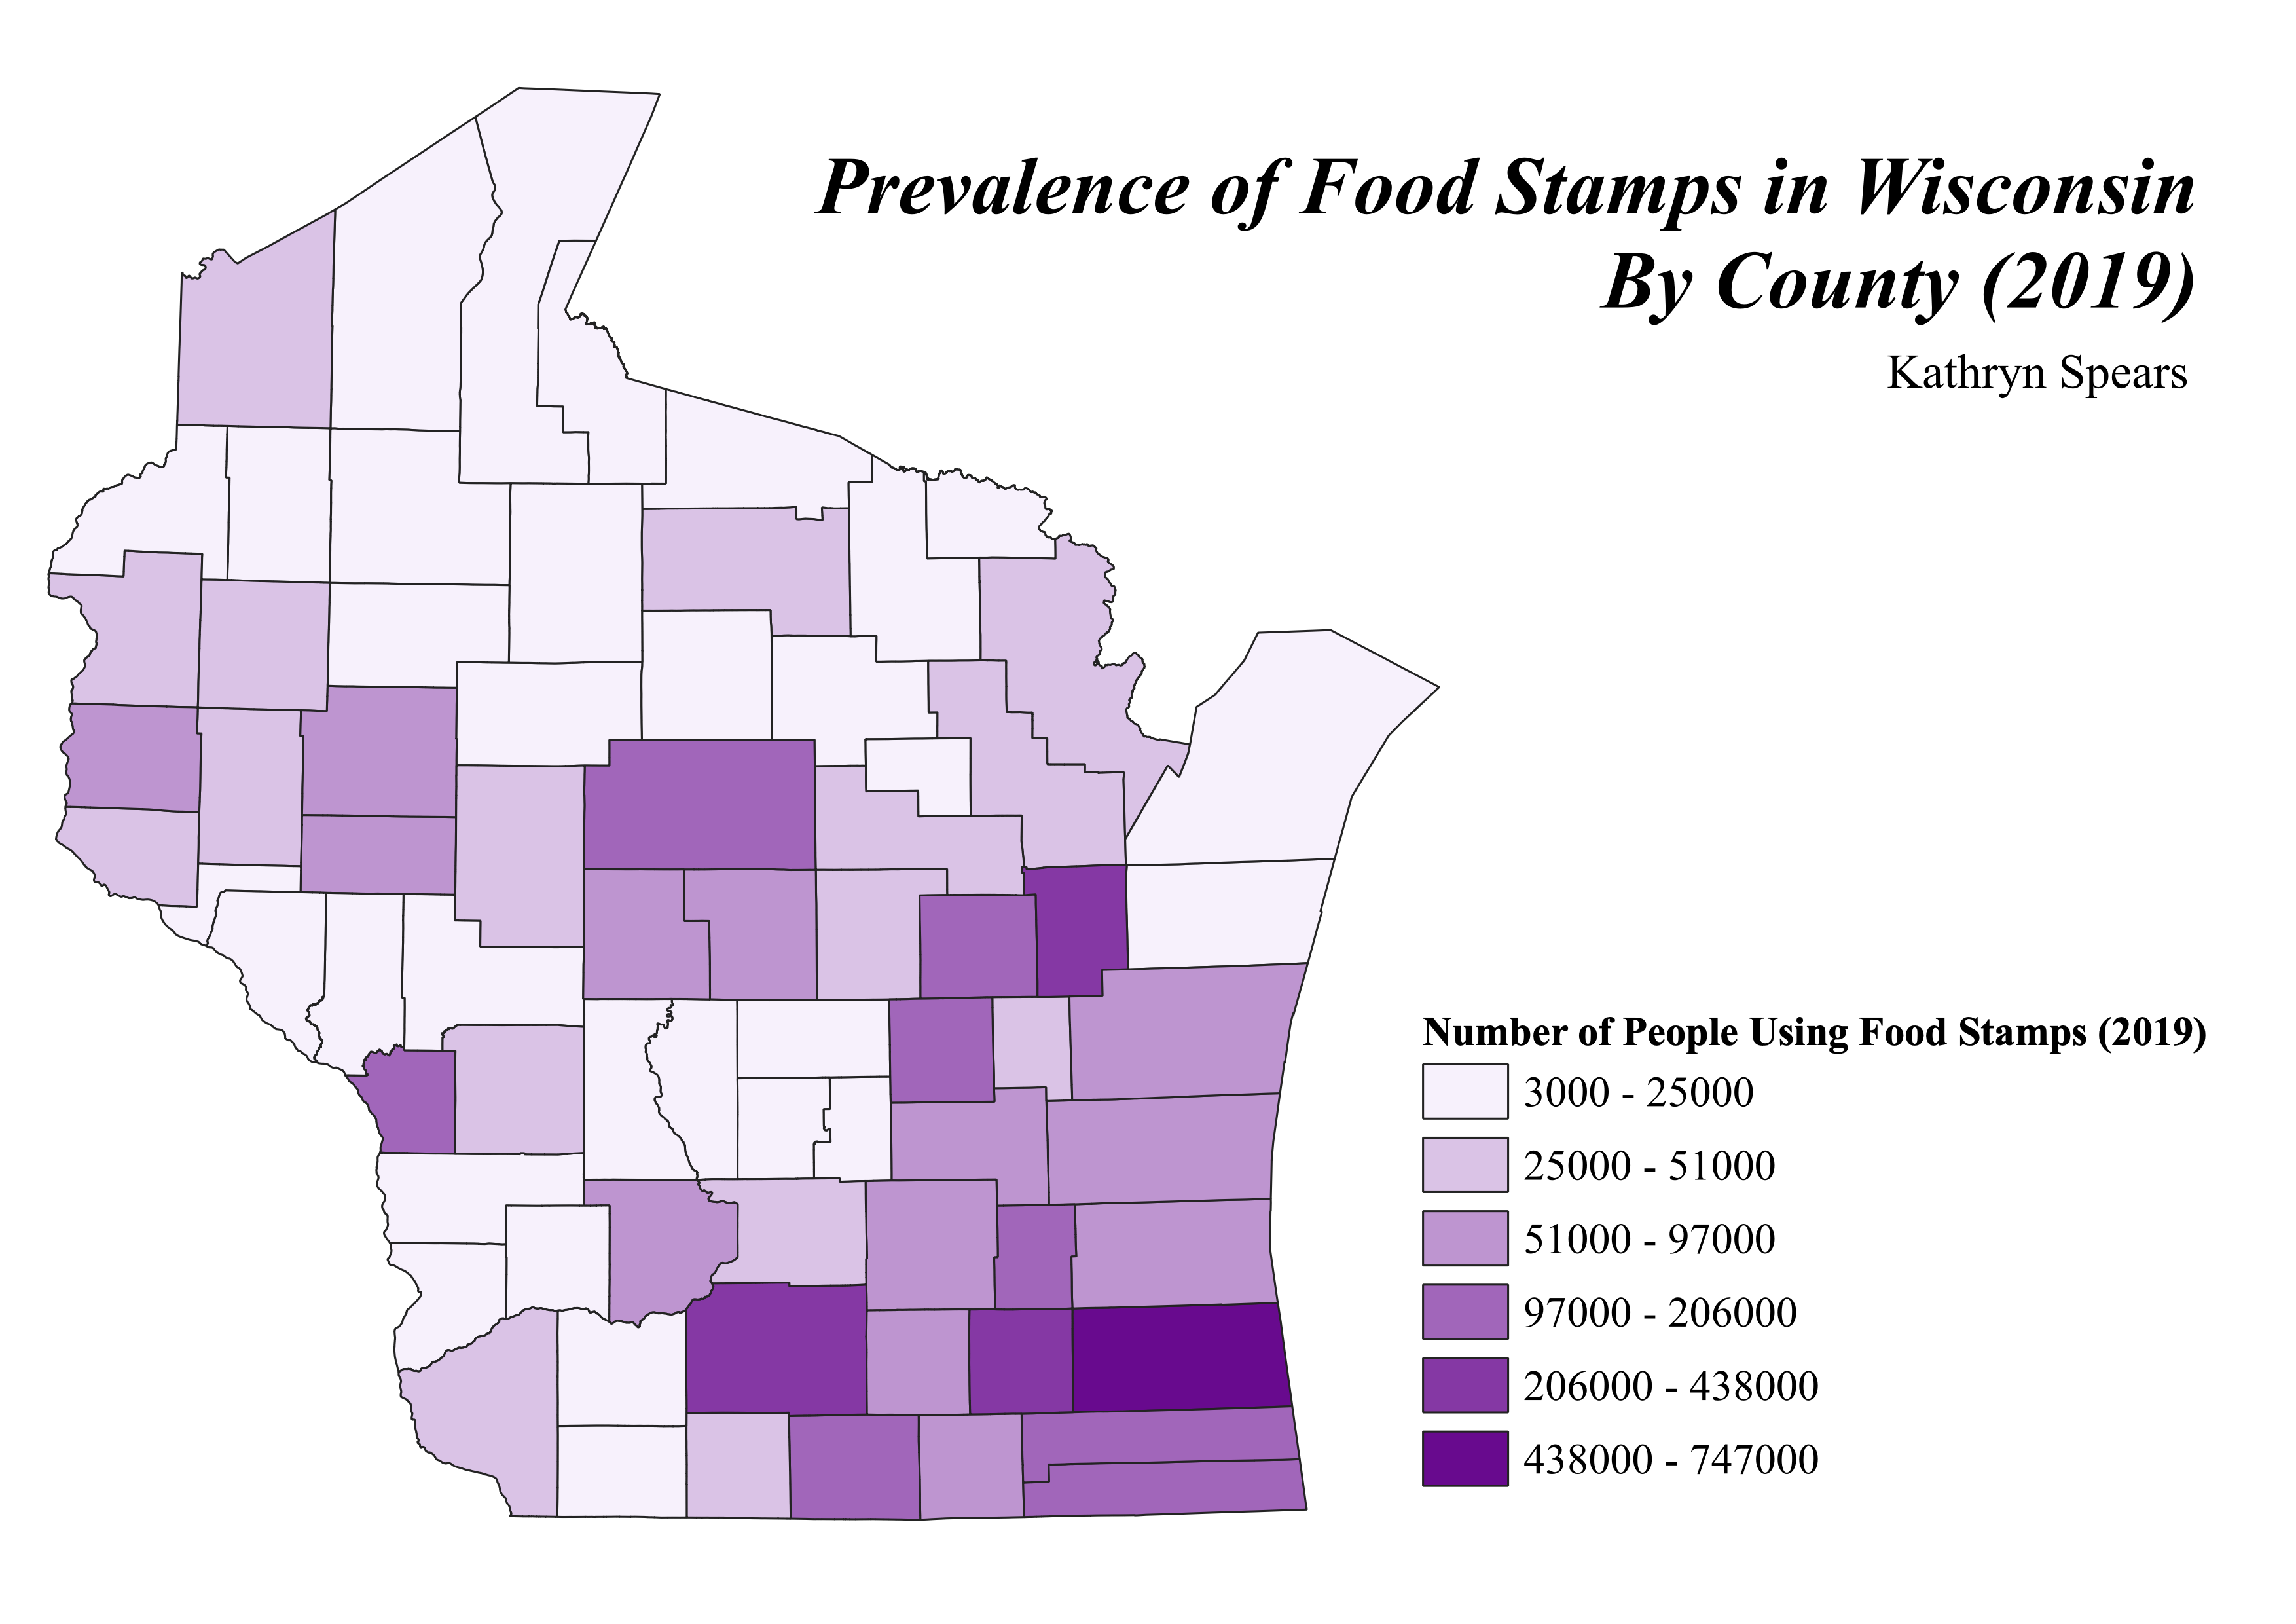 Prevalence of Food Stamps in Wisconsin
By County (2019)
Kathryn Spears
Number of People Using Food Stamps (2019)
3000 - 25000
25000 - 51000
51000 - 97000
97000 - 206000
206000 - 438000
438000 - 747000